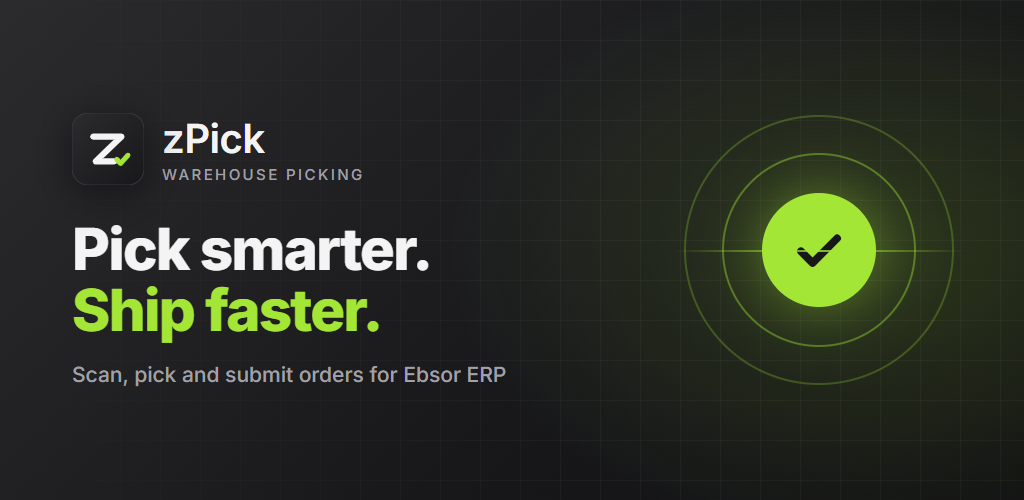 zPick
WAREHOUSE PICKING
Pick smarter.
Ship faster.
Scan, pick and submit orders for Ebsor ERP